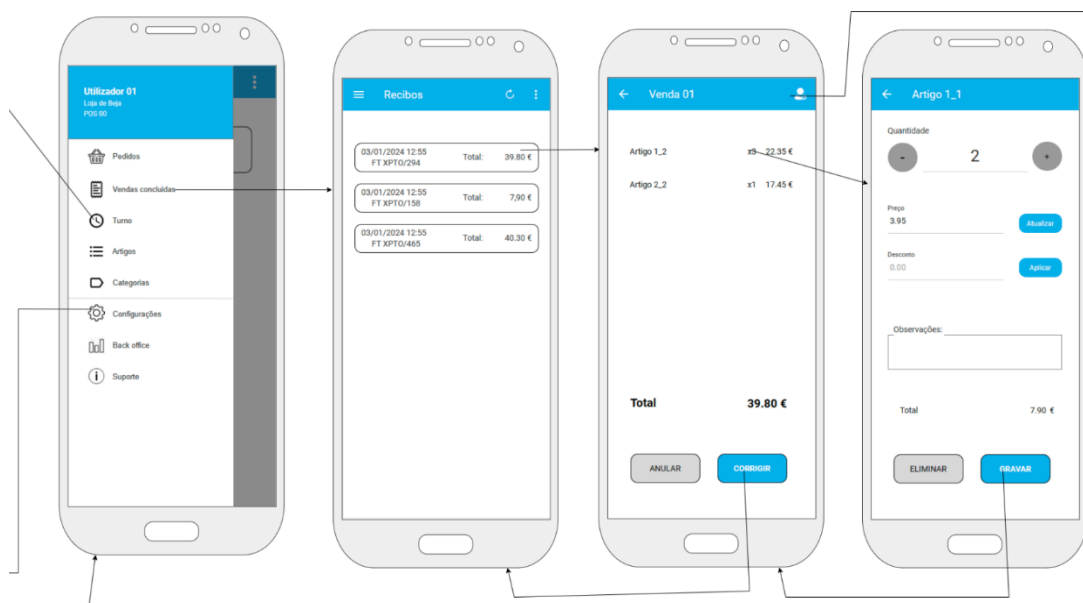 Utilizador 01
Loja de Beja
POS 00
Pedidos
Vendas concluidas
Turno
Artigos
Categorias
Configurações
Back office
Suporte
Recibos
03/01/2024 12:55
FT XPTO/294 Total: 39.80 €
03/01/2024 12:55
FT XPTO/158 Total: 7,90 €
03/01/2024 12:55
FT XPTO/465 Total: 40.30 €
Venda 01
Artigo 1_2 x3 22.35 €
Artigo 2_2 x1 17.45 €
Total 39.80 €
ANULAR CORRIGIR
Artigo 1_1
Quantidade
- 2 +
Preço
3.95 Atualizar
Desconto
0.00 Aplicar
Observações:
Total 7.90 €
ELIMINAR GRAVAR